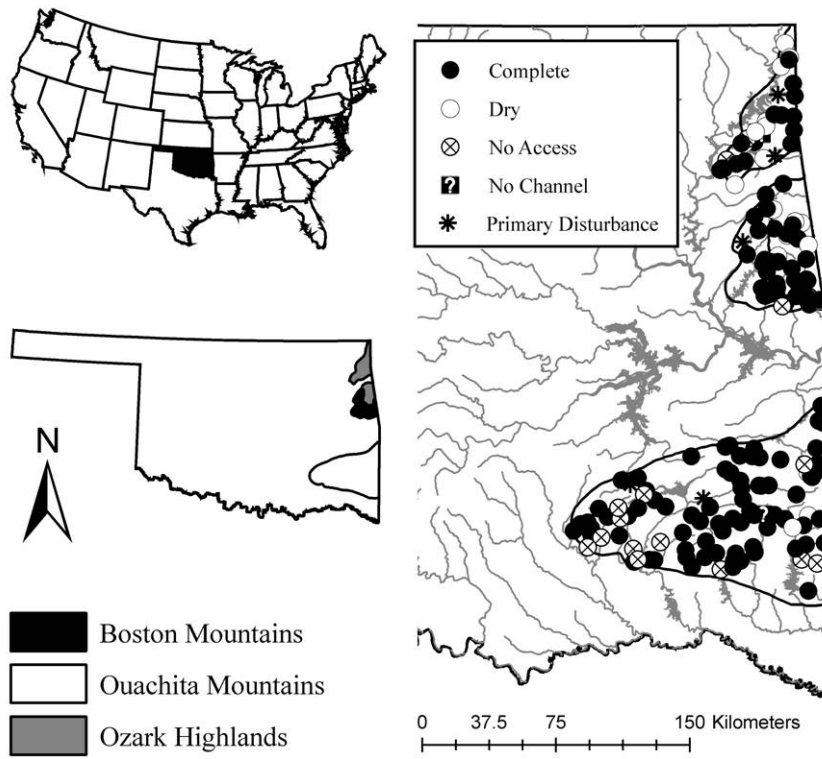 Complete
Dry
No Access
? No Channel
Primary Disturbance
N
Boston Mountains
Ouachita Mountains
Ozark Highlands
0 37.5 75 150 Kilometers